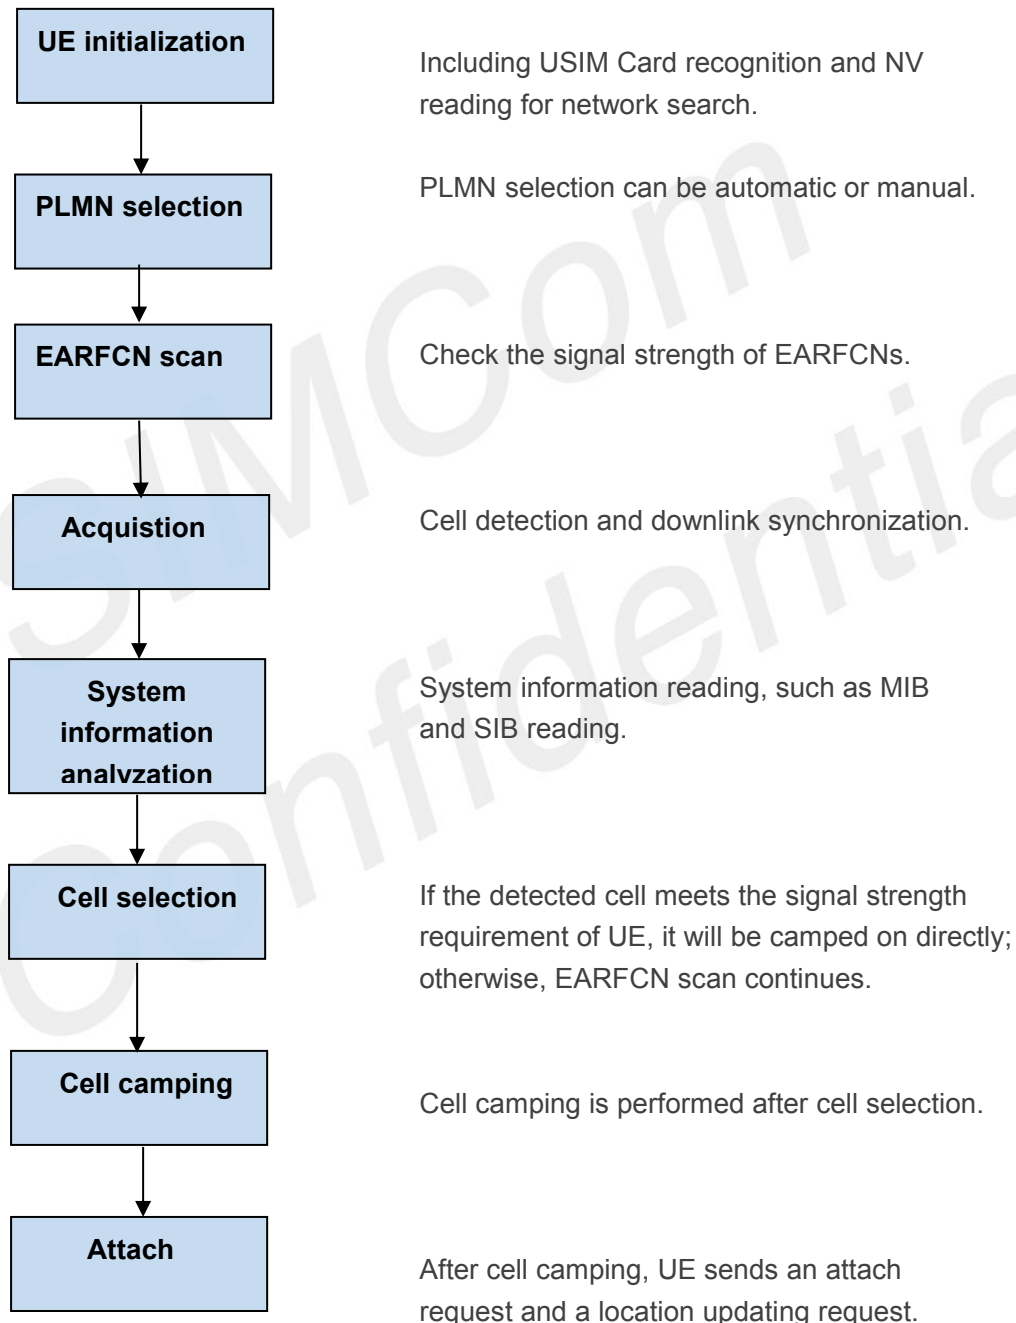 UE initialization
Including USIM Card recognition and NV
reading for network search.
PLMN selection
PLMN selection can be automatic or manual.
EARFCN scan
Check the signal strength of EARFCNs.
Acquistion
Cell detection and downlink synchronization.
System
information
analyzation
System information reading, such as MIB
and SIB reading.
Cell selection
If the detected cell meets the signal strength
requirement of UE, it will be camped on directly;
otherwise, EARFCN scan continues.
Cell camping
Cell camping is performed after cell selection.
Attach
After cell camping, UE sends an attach
request and a location updating request.
SIMCom
Confidentia